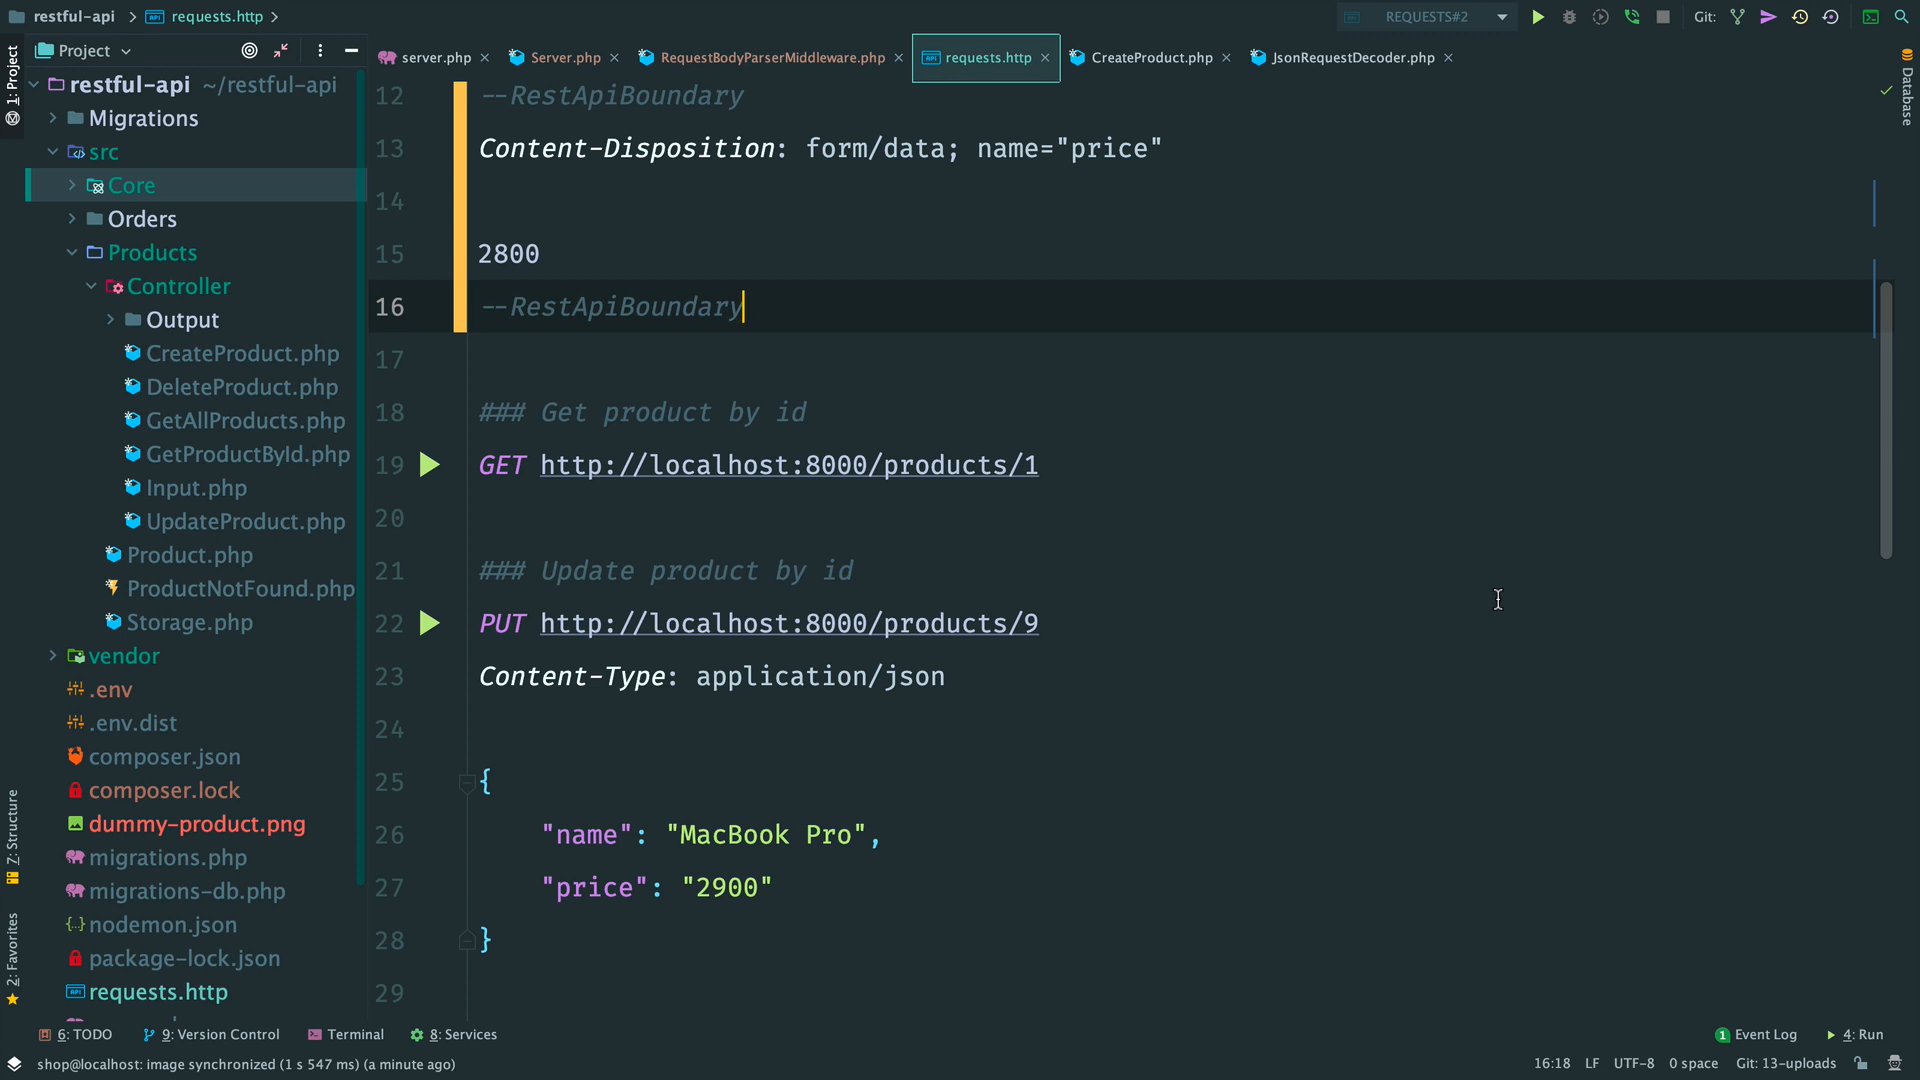 restful-api
requests.http
REQUESTS#2
Git:
1: Project
Project
server.php
Server.php
RequestBodyParserMiddleware.php
requests.http
CreateProduct.php
JsonRequestDecoder.php
Database
restful-api ~/restful-api
Migrations
src
Core
Orders
Products
Controller
Output
CreateProduct.php
DeleteProduct.php
GetAllProducts.php
GetProductById.php
Input.php
UpdateProduct.php
Product.php
ProductNotFound.php
Storage.php
vendor
.env
.env.dist
composer.json
composer.lock
dummy-product.png
migrations.php
migrations-db.php
nodemon.json
package-lock.json
requests.http
Z: Structure
2: Favorites
12 --RestApiBoundary
13 Content-Disposition: form/data; name="price"
14
15 2800
16 --RestApiBoundary
17
18 ### Get product by id
19 GET http://localhost:8000/products/1
20
21 ### Update product by id
22 PUT http://localhost:8000/products/9
23 Content-Type: application/json
24
25 {
26 "name": "MacBook Pro",
27 "price": "2900"
28 }
29
6: TODO
9: Version Control
Terminal
8: Services
1 Event Log
4: Run
shop@localhost: image synchronized (1 s 547 ms) (a minute ago)
16:18 LF UTF-8 0 space Git: 13-uploads